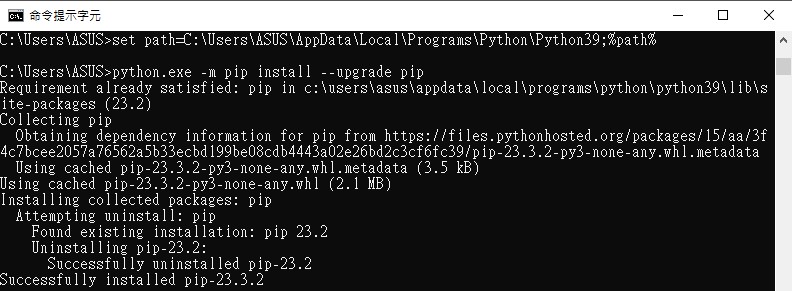 命令提示字元
C:\Users\ASUS>set path=C:\Users\ASUS\AppData\Local\Programs\Python\Python39;%path%
C:\Users\ASUS>python.exe -m pip install --upgrade pip
Requirement already satisfied: pip in c:\users\asus\appdata\local\programs\python\python39\lib\s
ite-packages (23.2)
Collecting pip
Obtaining dependency information for pip from https://files.pythonhosted.org/packages/15/aa/3f
4c7bcee2057a76562a5b33ecbd199be08cdb4443a02e26bd2c3cf6fc39/pip-23.3.2-py3-none-any.whl.metadata
Using cached pip-23.3.2-py3-none-any.whl.metadata (3.5 kB)
Using cached pip-23.3.2-py3-none-any.whl (2.1 MB)
Installing collected packages: pip
Attempting uninstall: pip
Found existing installation: pip 23.2
Uninstalling pip-23.2:
Successfully uninstalled pip-23.2
Successfully installed pip-23.3.2